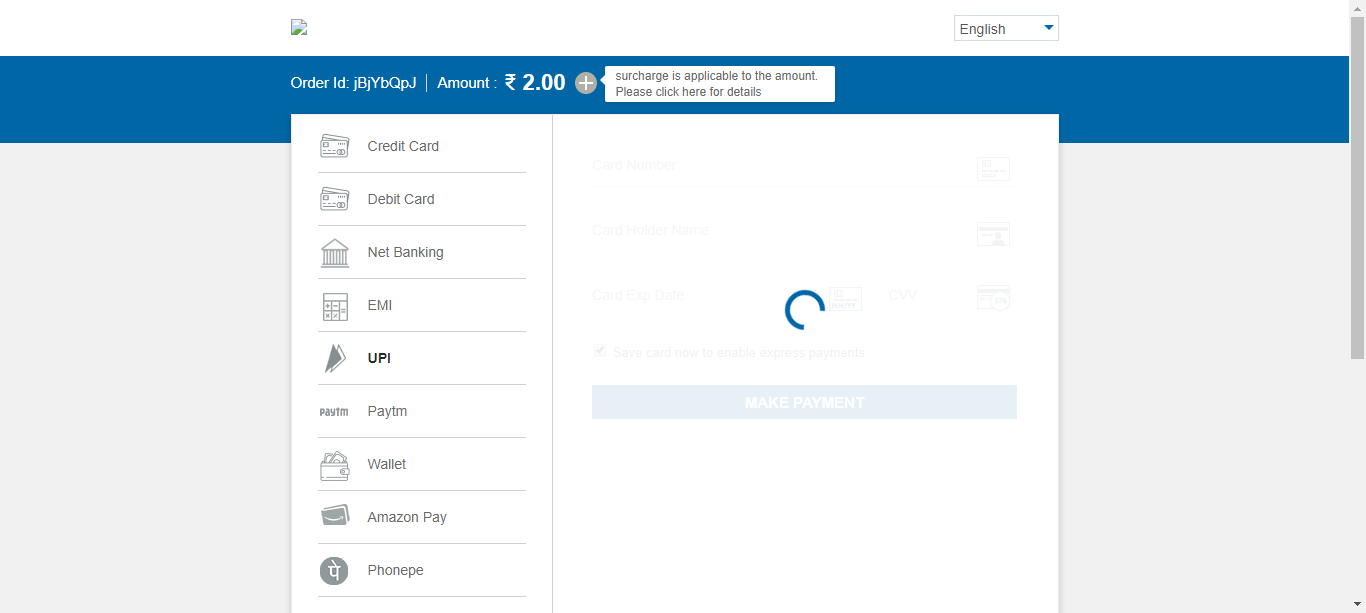 English
Order Id: jBjYbQpJ | Amount : ₹ 2.00
surcharge is applicable to the amount.
Please click here for details
Credit Card
Debit Card
Net Banking
EMI
UPI
paytm Paytm
Wallet
Amazon Pay
पे Phonepe
Card Number
Card Holder Name
Card Exp Date CVV
Save card now to enable express payments
MAKE PAYMENT